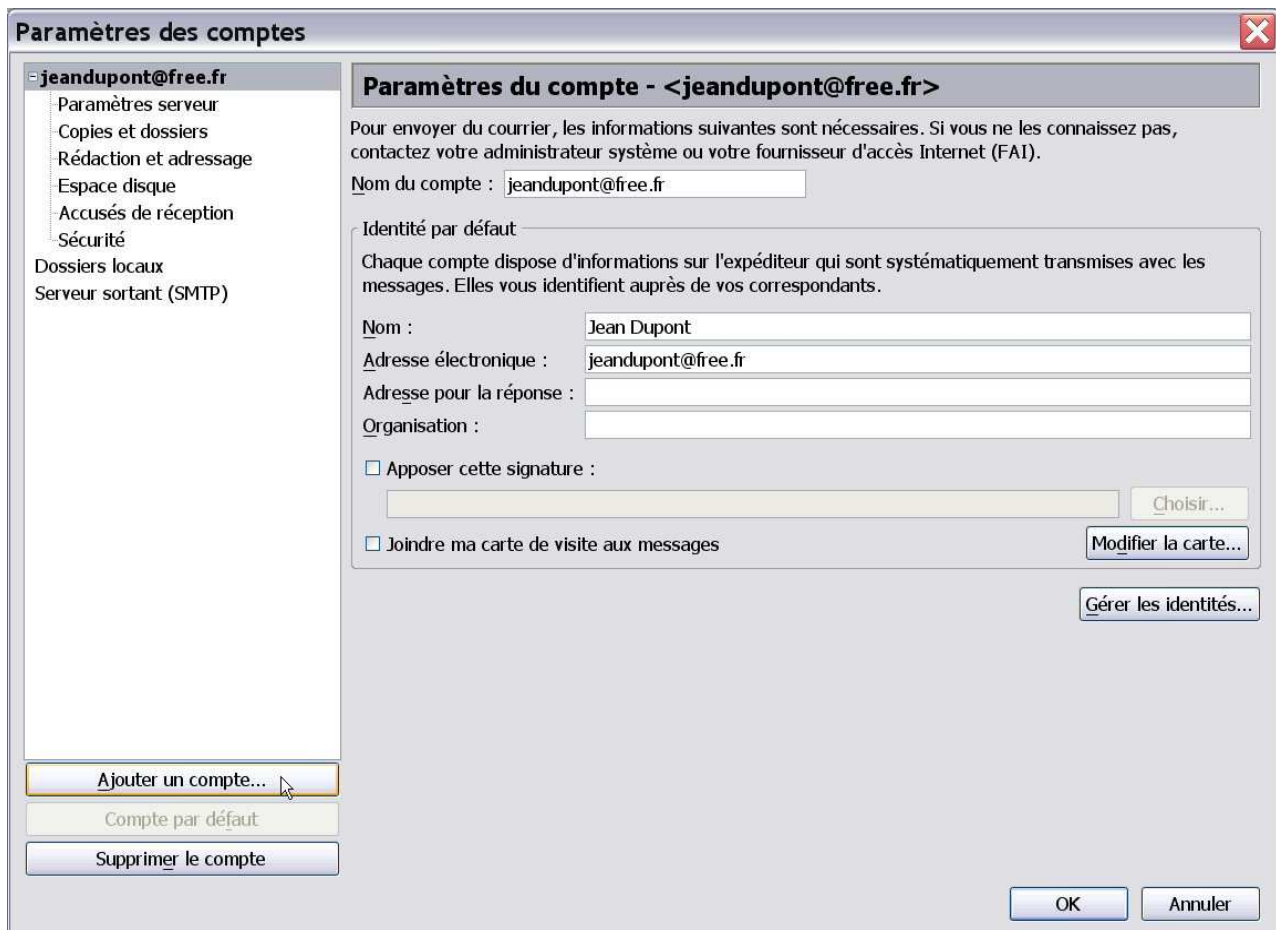 Paramètres des comptes
jeandupont@free.fr
Paramètres serveur
Copies et dossiers
Rédaction et adressage
Espace disque
Accusés de réception
Sécurité
Dossiers locaux
Serveur sortant (SMTP)
Ajouter un compte...
Compte par défaut
Supprimer le compte
Paramètres du compte - <jeandupont@free.fr>
Pour envoyer du courrier, les informations suivantes sont nécessaires. Si vous ne les connaissez pas,
contactez votre administrateur système ou votre fournisseur d'accès Internet (FAI).
Nom du compte : jeandupont@free.fr
Identité par défaut
Chaque compte dispose d'informations sur l'expéditeur qui sont systématiquement transmises avec les
messages. Elles vous identifient auprès de vos correspondants.
Nom : Jean Dupont
Adresse électronique : jeandupont@free.fr
Adresse pour la réponse :
Organisation :
Apposer cette signature :
Choisir...
Joindre ma carte de visite aux messages
Modifier la carte...
Gérer les identités...
OK
Annuler